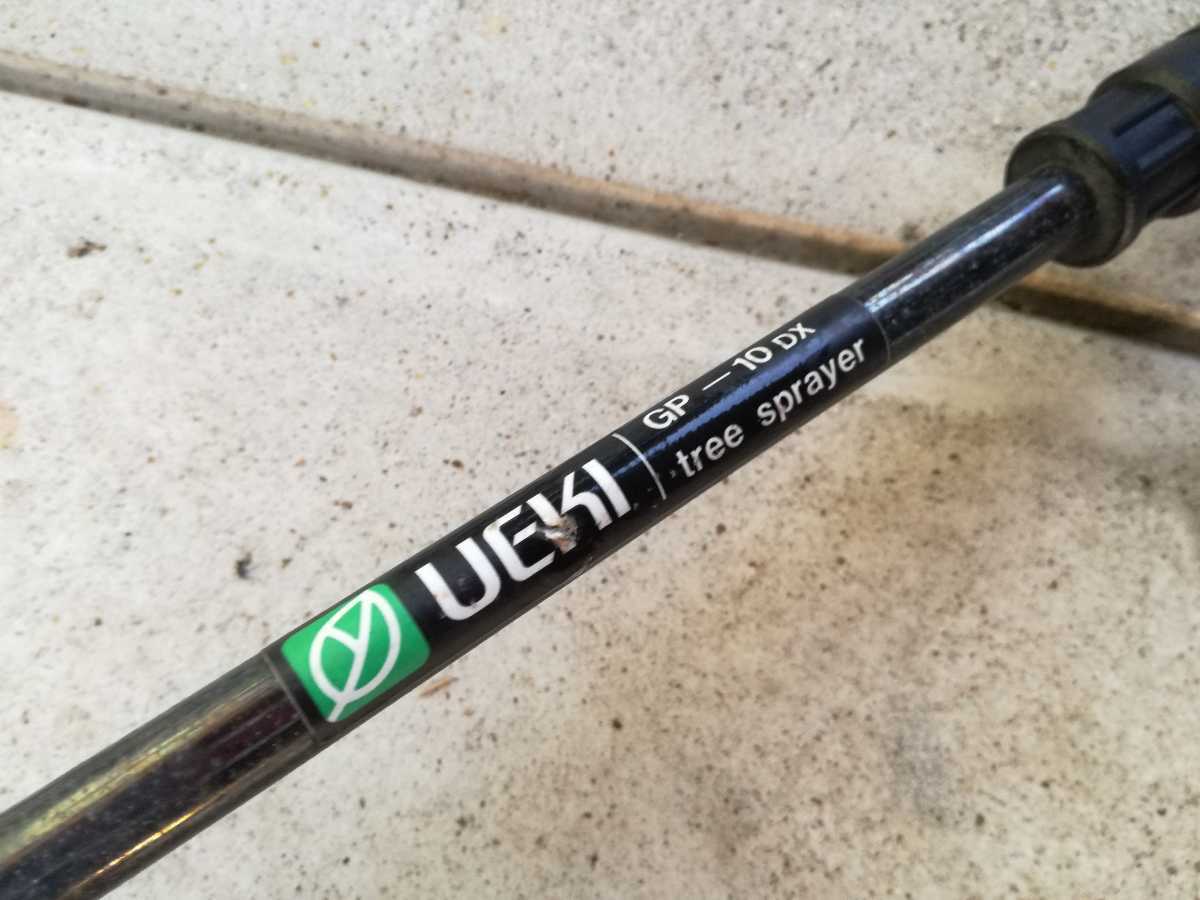 UEKI
GP - 10 DX
tree sprayer